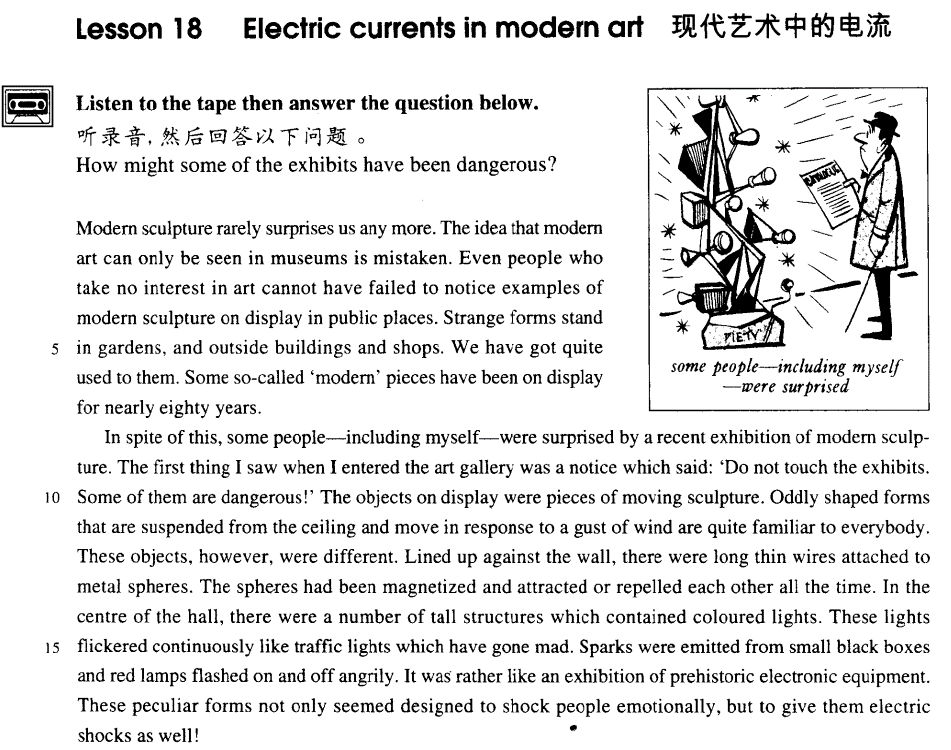 Lesson 18 Electric currents in modern art 现代艺术中的电流
Listen to the tape then answer the question below.
听录音，然后回答以下问题。
How might some of the exhibits have been dangerous?
Modern sculpture rarely surprises us any more. The idea that modern
art can only be seen in museums is mistaken. Even people who
take no interest in art cannot have failed to notice examples of
modern sculpture on display in public places. Strange forms stand
5 in gardens, and outside buildings and shops. We have got quite
used to them. Some so-called ‘modern’ pieces have been on display
for nearly eighty years.
PIETY
some people—including myself
—were surprised
In spite of this, some people—including myself—were surprised by a recent exhibition of modern sculp-
ture. The first thing I saw when I entered the art gallery was a notice which said: ‘Do not touch the exhibits.
10 Some of them are dangerous!’ The objects on display were pieces of moving sculpture. Oddly shaped forms
that are suspended from the ceiling and move in response to a gust of wind are quite familiar to everybody.
These objects, however, were different. Lined up against the wall, there were long thin wires attached to
metal spheres. The spheres had been magnetized and attracted or repelled each other all the time. In the
centre of the hall, there were a number of tall structures which contained coloured lights. These lights
15 flickered continuously like traffic lights which have gone mad. Sparks were emitted from small black boxes
and red lamps flashed on and off angrily. It was rather like an exhibition of prehistoric electronic equipment.
These peculiar forms not only seemed designed to shock people emotionally, but to give them electric
shocks as well!